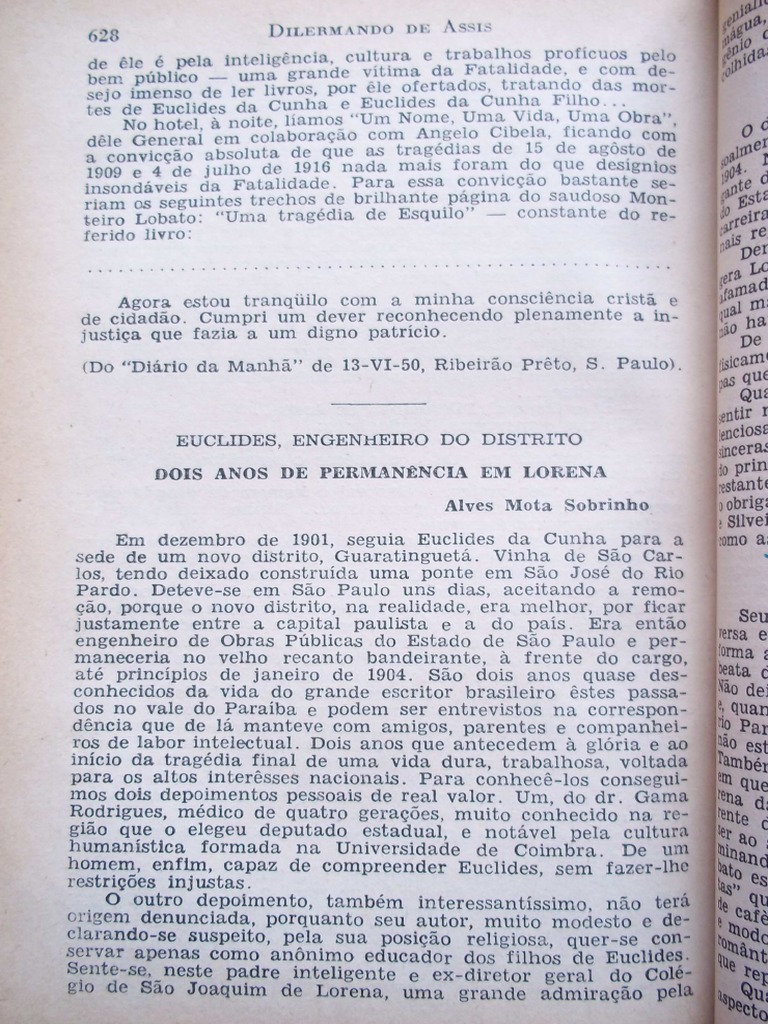 628
DILERMANDO DE ASSIS
de êle é pela inteligência, cultura e trabalhos profícuos pelo
bem público — uma grande vítima da Fatalidade, e com de-
sejo imenso de ler livros, por êle ofertados, tratando das mor-
tes de Euclides da Cunha e Euclides da Cunha Filho...
No hotel, à noite, líamos "Um Nome, Uma Vida, Uma Obra",
dêle General em colaboração com Angelo Cibela, ficando com
a convicção absoluta de que as tragédias de 15 de agôsto de
1909 e 4 de julho de 1916 nada mais foram do que desígnios
insondáveis da Fatalidade. Para essa convicção bastante se-
riam os seguintes trechos de brilhante página do saudoso Mon-
teiro Lobato: "Uma tragédia de Esquilo" — constante do re-
ferido livro:
Agora estou tranqüilo com a minha consciência cristã e
de cidadão. Cumpri um dever reconhecendo plenamente a in-
justiça que fazia a um digno patrício.
(Do "Diário da Manhã" de 13-VI-50, Ribeirão Prêto, S. Paulo).
EUCLIDES, ENGENHEIRO DO DISTRITO
DOIS ANOS DE PERMANÊNCIA EM LORENA
Alves Mota Sobrinho
Em dezembro de 1901, seguia Euclides da Cunha para a
sede de um novo distrito, Guaratinguetá. Vinha de São Car-
los, tendo deixado construída uma ponte em São José do Rio
Pardo. Deteve-se em São Paulo uns dias, aceitando a remo-
ção, porque o novo distrito, na realidade, era melhor, por ficar
justamente entre a capital paulista e a do país. Era então
engenheiro de Obras Públicas do Estado de São Paulo e per-
maneceria no velho recanto bandeirante, à frente do cargo,
até princípios de janeiro de 1904. São dois anos quase des-
conhecidos da vida do grande escritor brasileiro êstes passa-
dos no vale do Paraíba e podem ser entrevistos na correspon-
dência que de lá manteve com amigos, parentes e companhei-
ros de labor intelectual. Dois anos que antecedem à glória e ao
início da tragédia final de uma vida dura, trabalhosa, voltada
para os altos interêsses nacionais. Para conhecê-los consegui-
mos dois depoimentos pessoais de real valor. Um, do dr. Gama
Rodrigues, médico de quatro gerações, muito conhecido na re-
gião que o elegeu deputado estadual, e notável pela cultura
humanística formada na Universidade de Coimbra. De um
homem, enfim, capaz de compreender Euclides, sem fazer-lhe
restrições injustas.
O outro depoimento, também interessantíssimo, não terá
origem denunciada, porquanto seu autor, muito modesto e de-
clarando-se suspeito, pela sua posição religiosa, quer-se con-
servar apenas como anônimo educador dos filhos de Euclides.
Sente-se, neste padre inteligente e ex-diretor geral do Colé-
gio de São Joaquim de Lorena, uma grande admiração pela